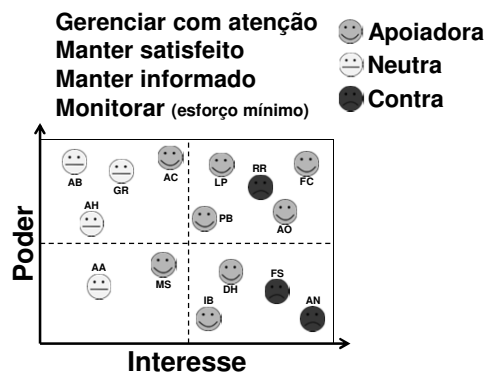 Gerenciar com atenção
Manter satisfeito
Manter informado
Monitorar (esforço mínimo)
Apoiadora
Neutra
Contra
Poder
AB
GR
AC
LP
RR
FC
AH
PB
AO
AA
MS
DH
FS
IB
AN
Interesse